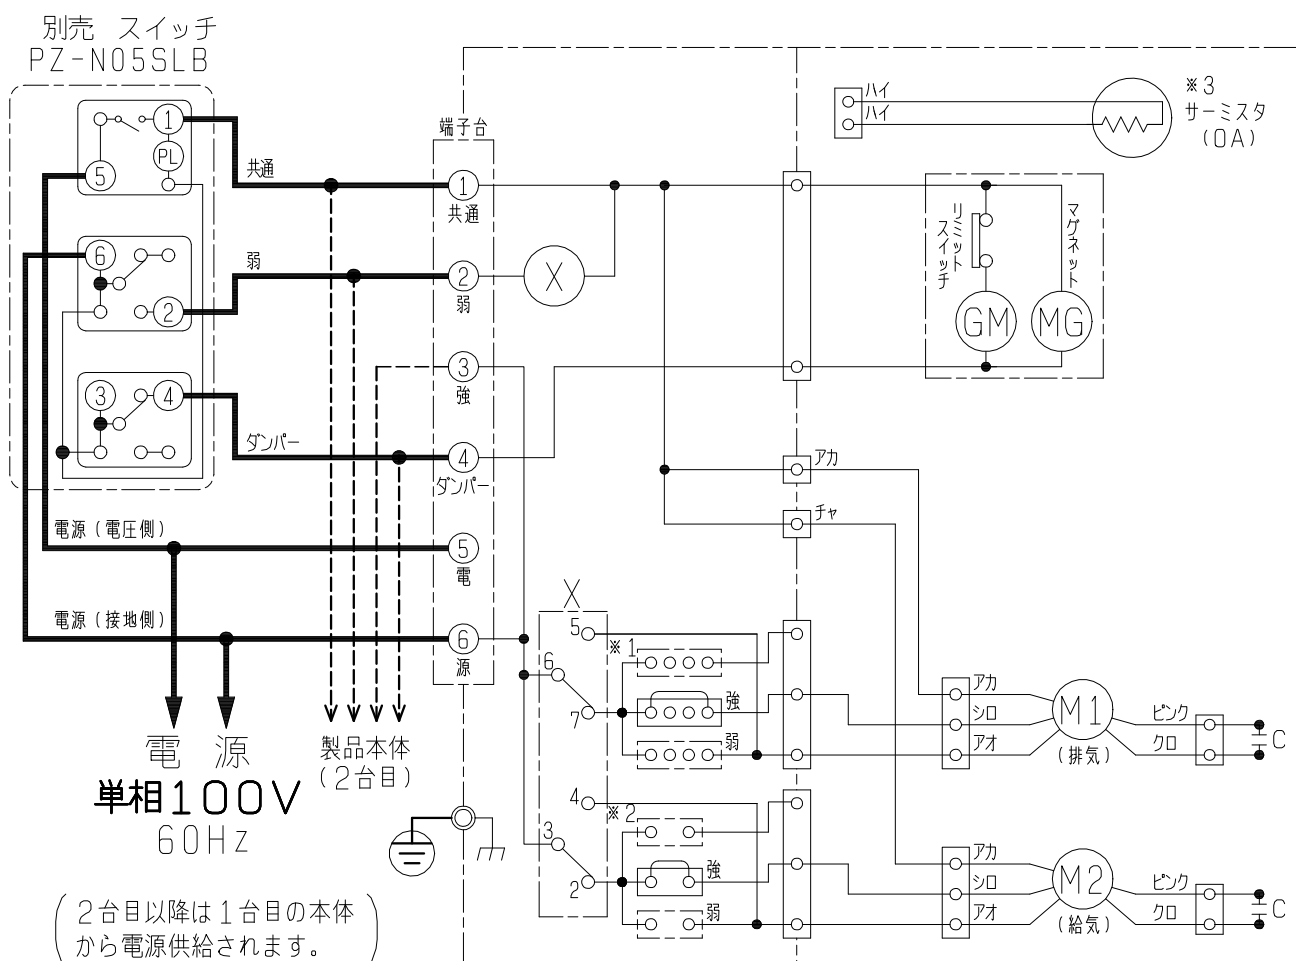 別売 スイッチ
PZ-N05SLB
1
PL
5
6
2
3
4
共通
弱
ダンパー
電源（電圧側）
電源（接地側）
電 源
単相100V
60Hz
製品本体
（2台目）
2台目以降は1台目の本体
から電源供給されます。
端子台
1
共通
2
弱
3
強
4
ダンパー
5
電
6
源
X
ハイ
ハイ
※3
サーミスタ
（OA）
リミット
スイッチ
マグネット
GM
MG
アカ
チャ
X
5
6
7
※1
強
弱
4
3
2
※2
強
弱
アカ
シロ
アオ
M1
（排気）
ピンク
クロ
C
アカ
シロ
アオ
M2
（給気）
ピンク
クロ
C